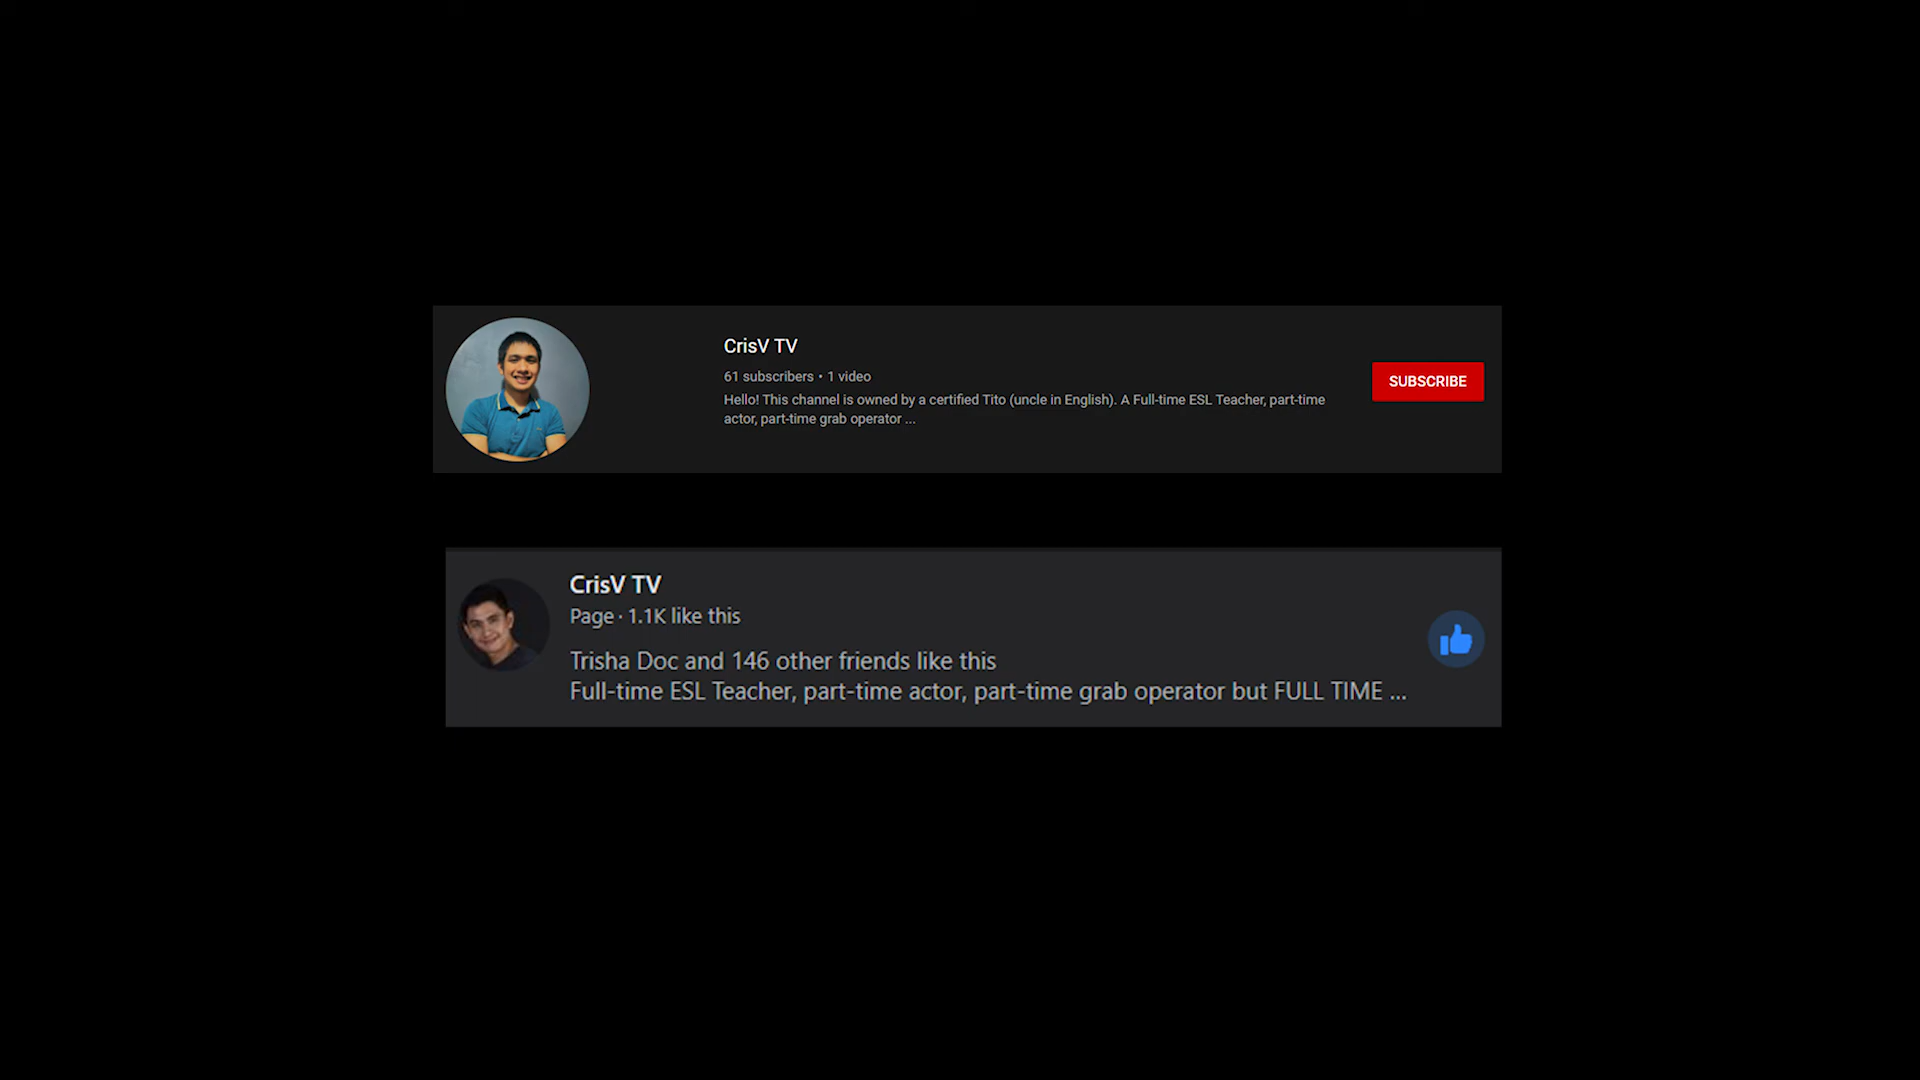 CrisV TV
61 subscribers • 1 video
Hello! This channel is owned by a certified Tito (uncle in English). A Full-time ESL Teacher, part-time
actor, part-time grab operator ...
SUBSCRIBE
CrisV TV
Page · 1.1K like this
Trisha Doc and 146 other friends like this
Full-time ESL Teacher, part-time actor, part-time grab operator but FULL TIME ...